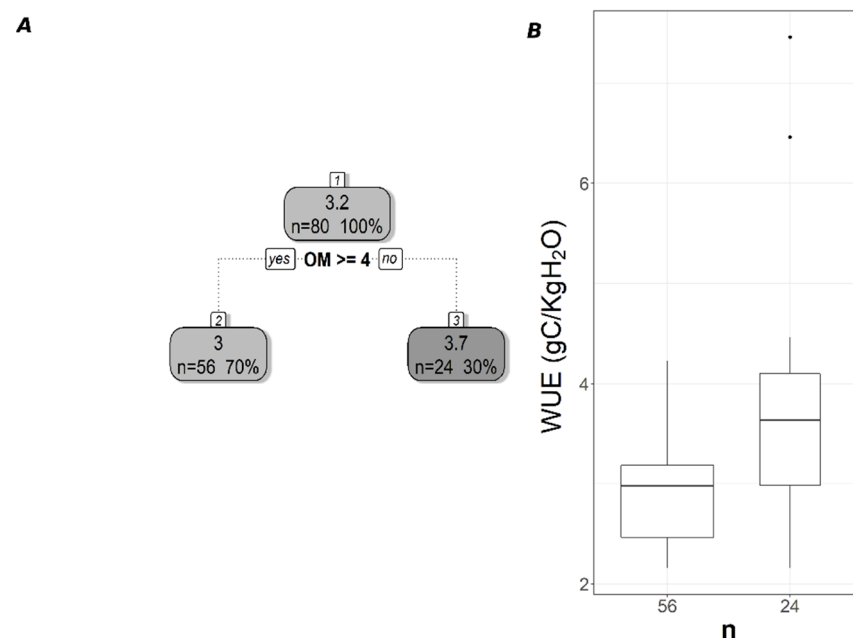 A
1
3.2
n=80 100%
yes OM >= 4 no
2
3
n=56 70%
3
3.7
n=24 30%
B
WUE (gC/KgH₂O)
6
4
2
56 24
n